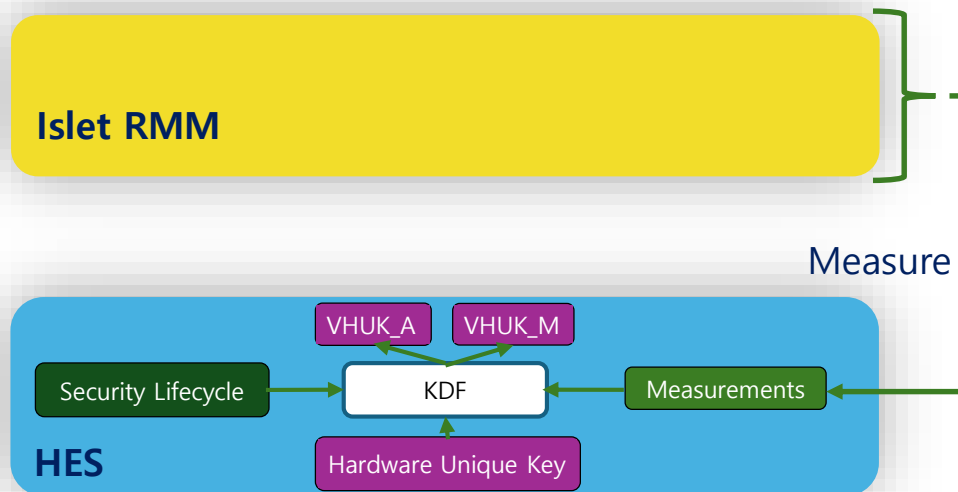 Islet RMM
Measure
VHUK_A
VHUK_M
Security Lifecycle
KDF
Measurements
HES
Hardware Unique Key